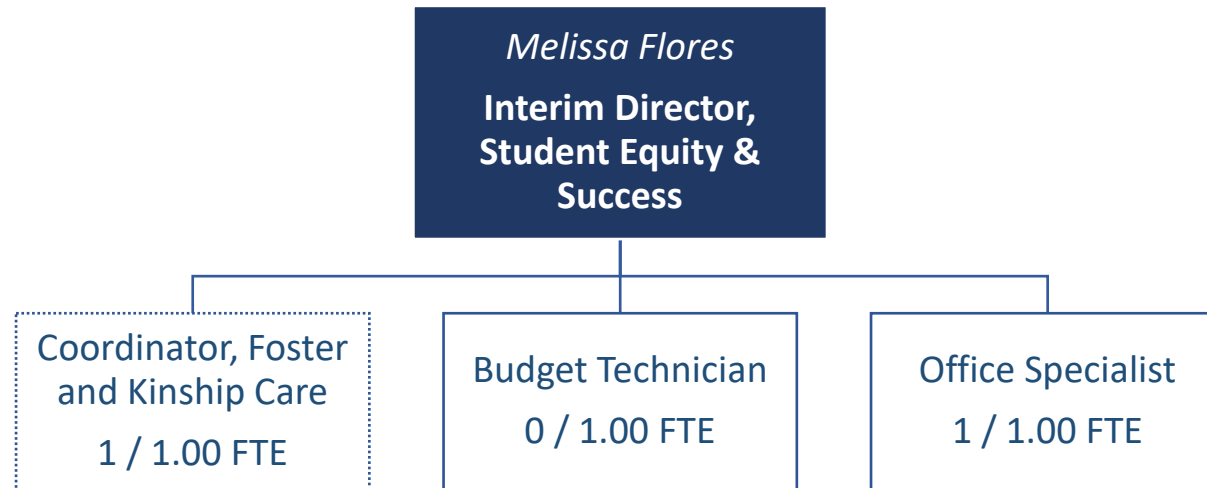 Melissa Flores
Interim Director,
Student Equity &
Success
Coordinator, Foster
and Kinship Care
1 / 1.00 FTE
Budget Technician
0 / 1.00 FTE
Office Specialist
1 / 1.00 FTE